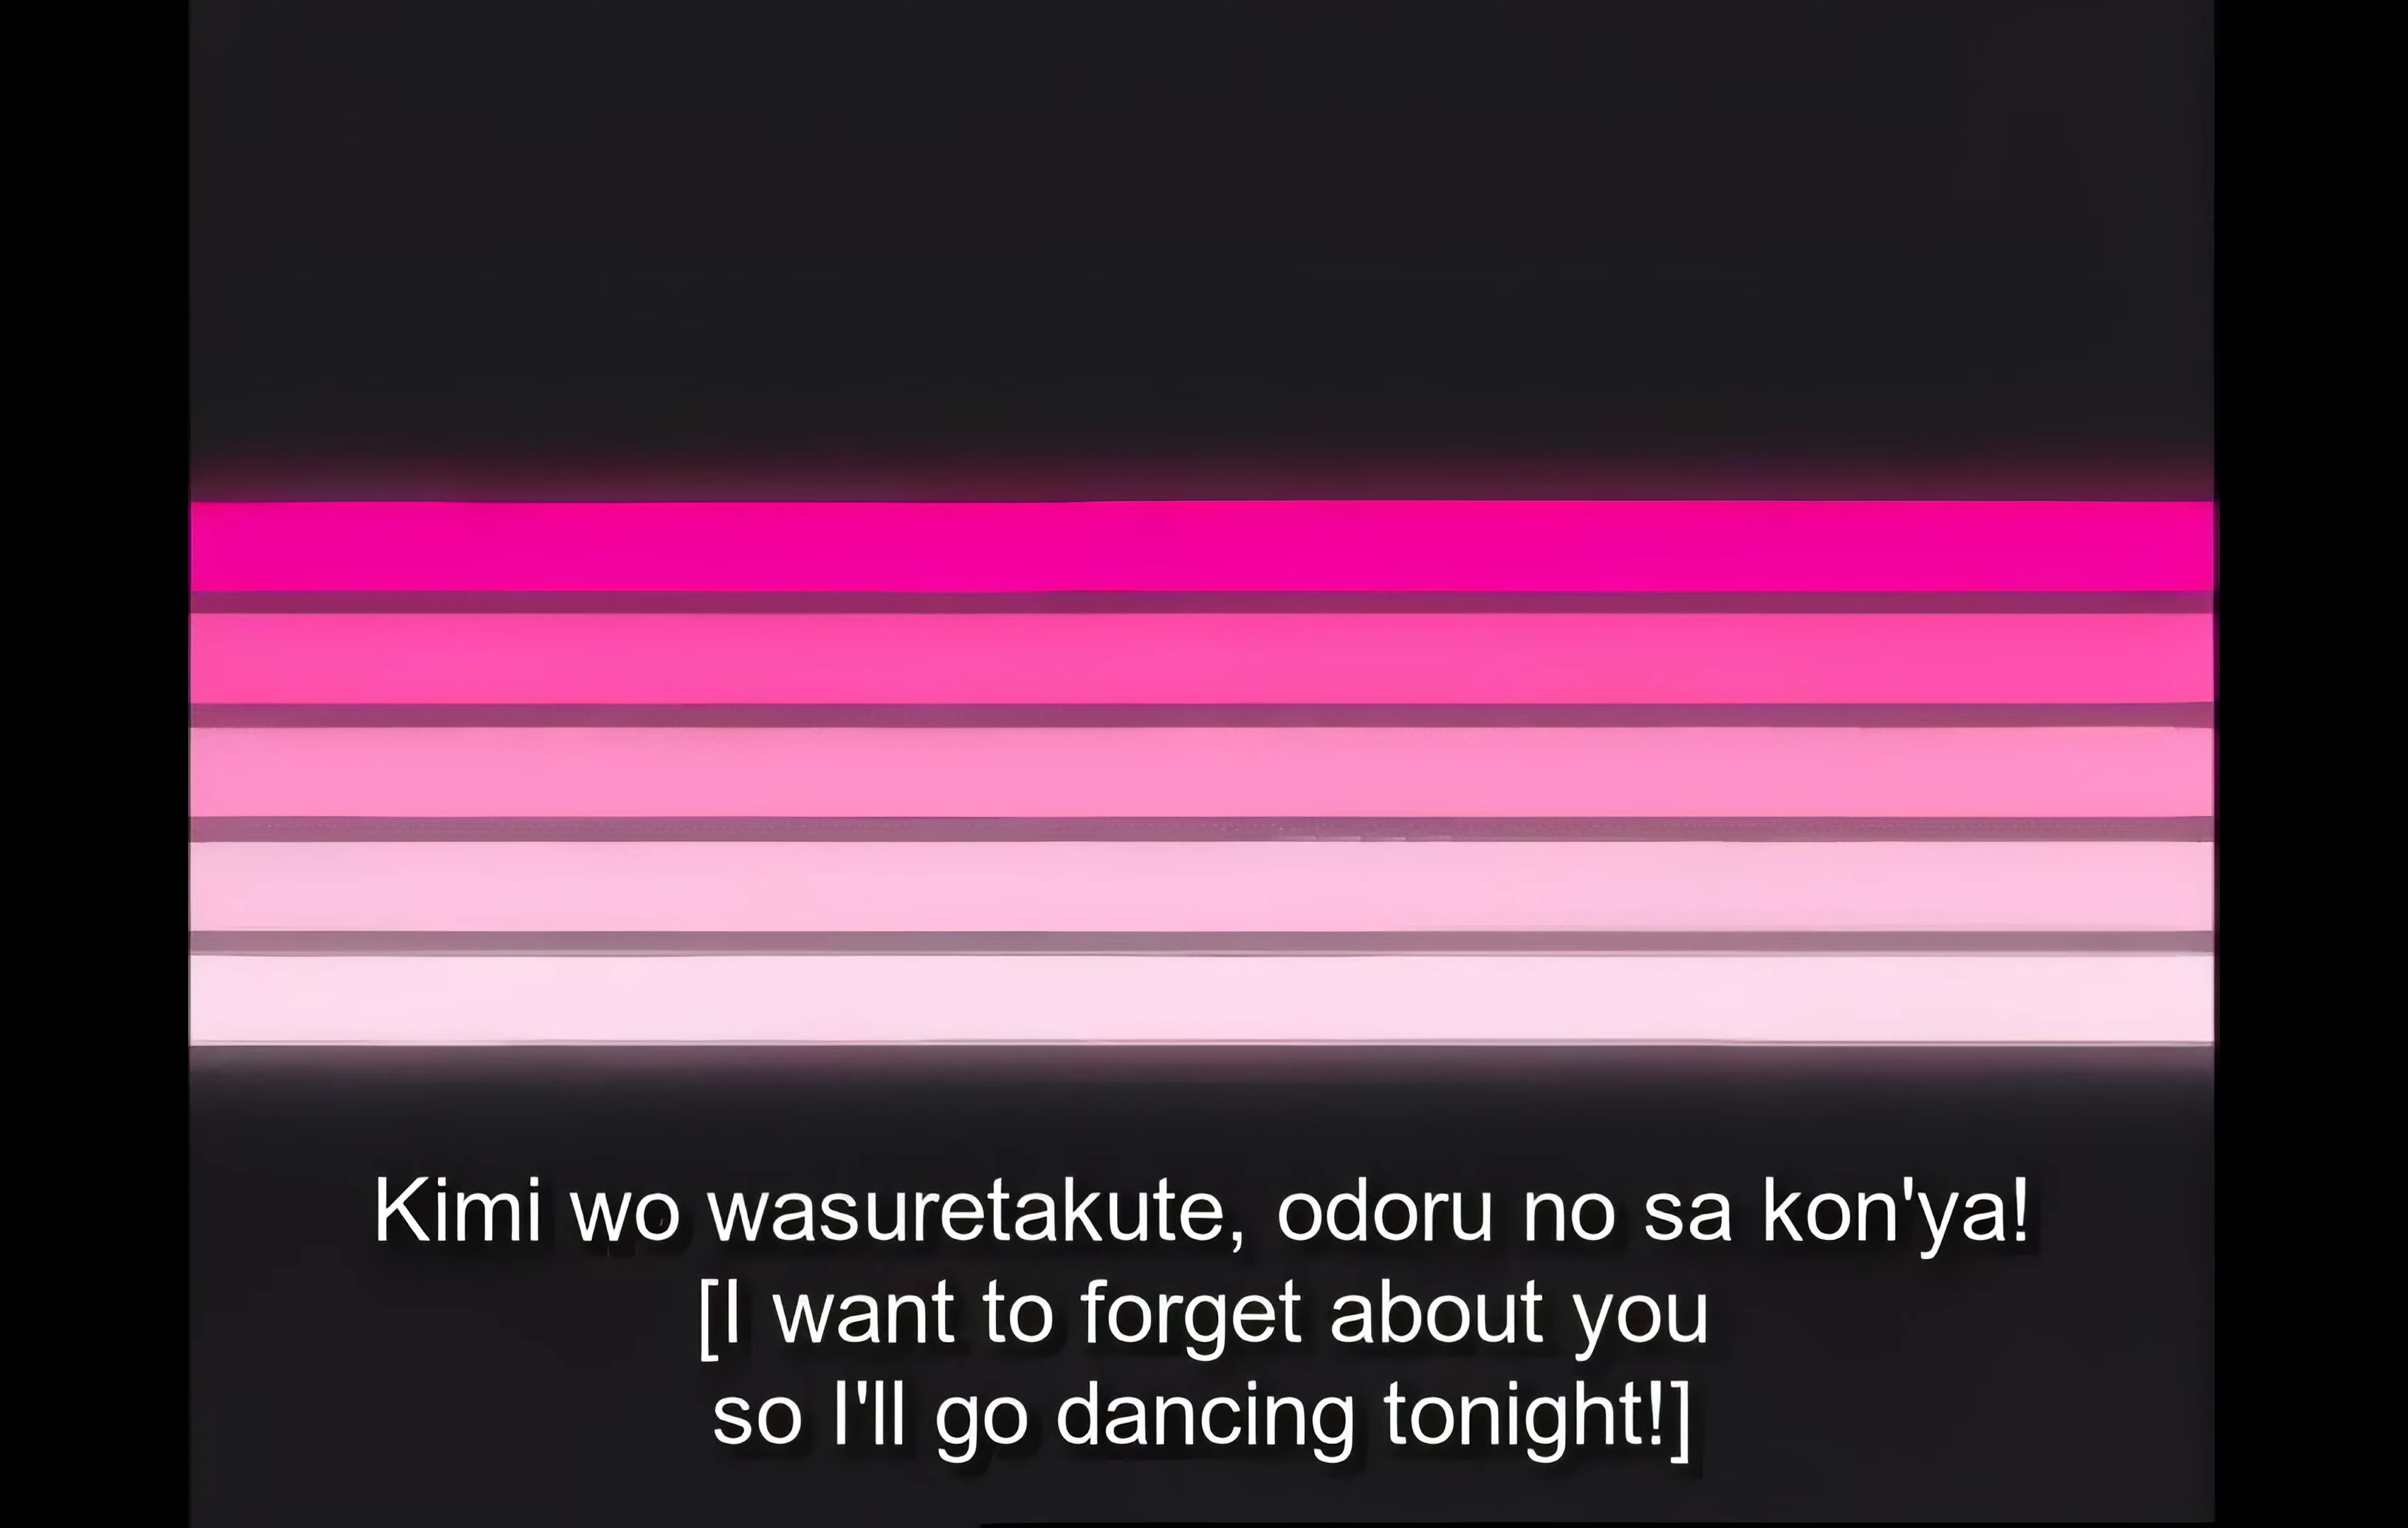 Kimi wo wasuretakute, odoru no sa kon'ya!
[I want to forget about you
so I'll go dancing tonight!]